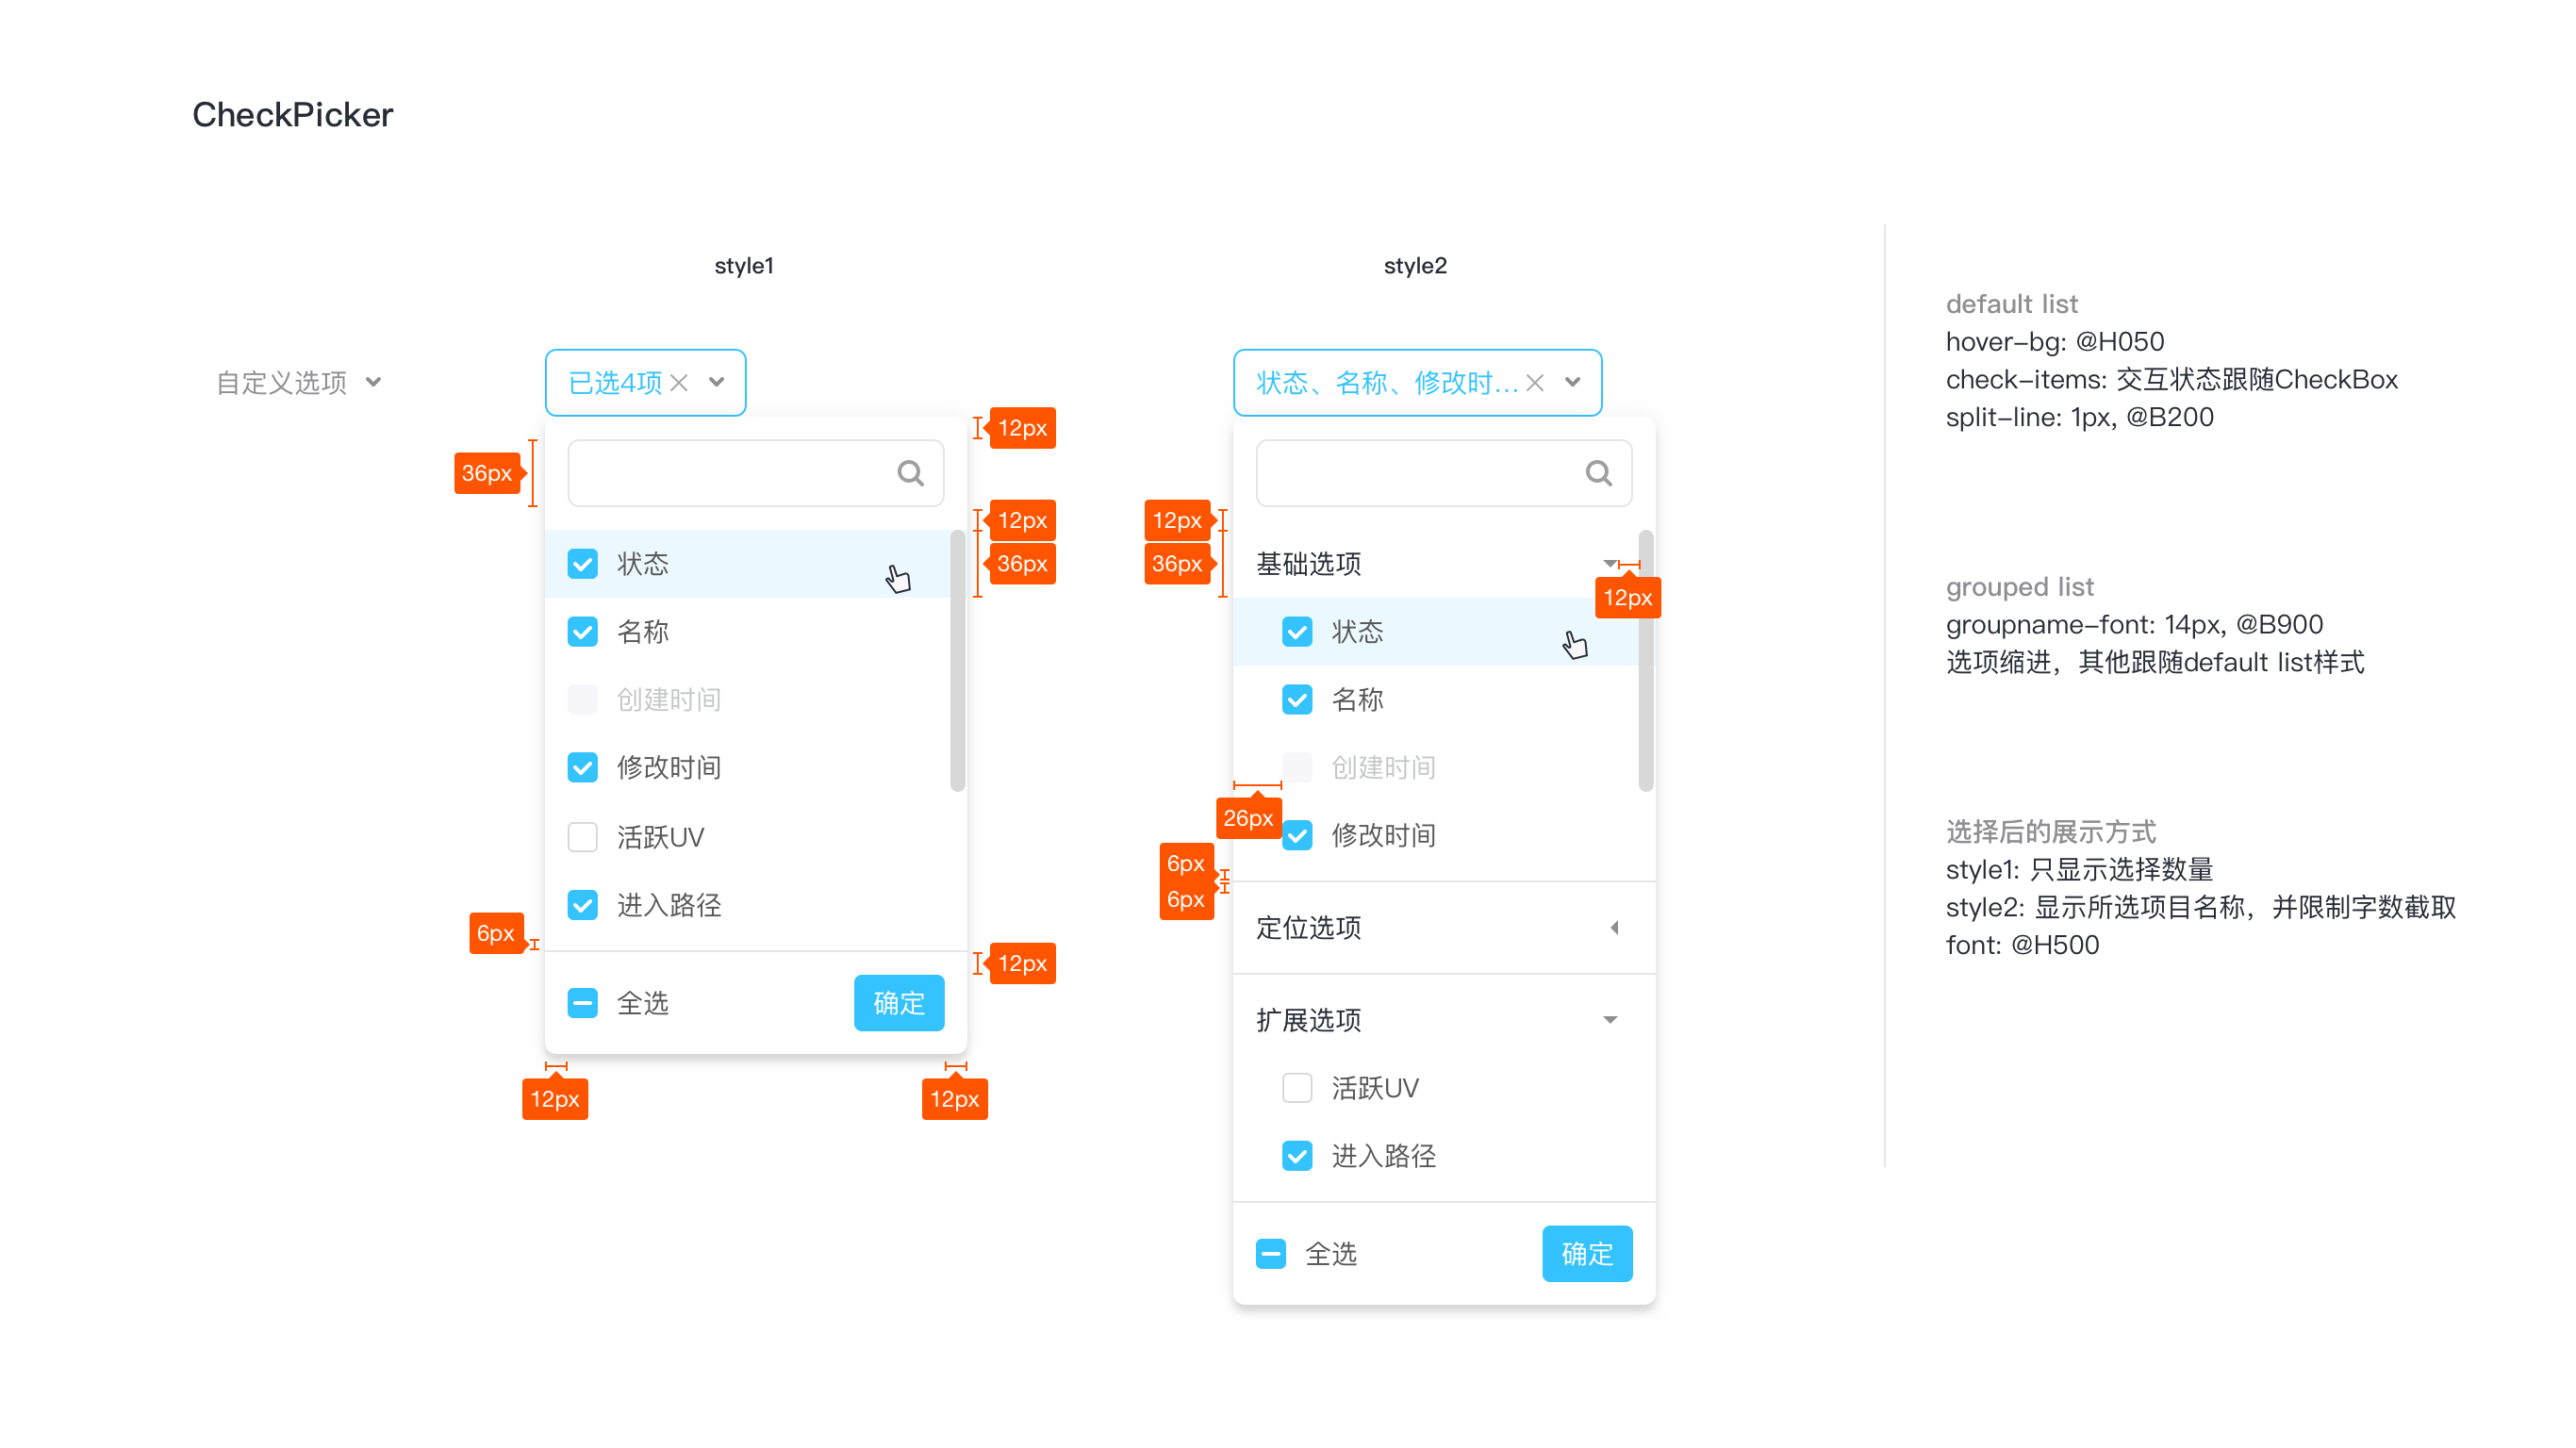 CheckPicker
style1
style2
自定义选项
已选4项
12px
36px
12px
36px
状态
名称
创建时间
修改时间
活跃UV
进入路径
6px
12px
全选
确定
12px
12px
状态、名称、修改时...
12px
36px
基础选项
12px
状态
名称
创建时间
26px
修改时间
6px
6px
定位选项
扩展选项
活跃UV
进入路径
全选
确定
default list
hover-bg: @H050
check-items: 交互状态跟随CheckBox
split-line: 1px, @B200
grouped list
groupname-font: 14px, @B900
选项缩进，其他跟随default list样式
选择后的展示方式
style1: 只显示选择数量
style2: 显示所选项目名称，并限制字数截取
font: @H500